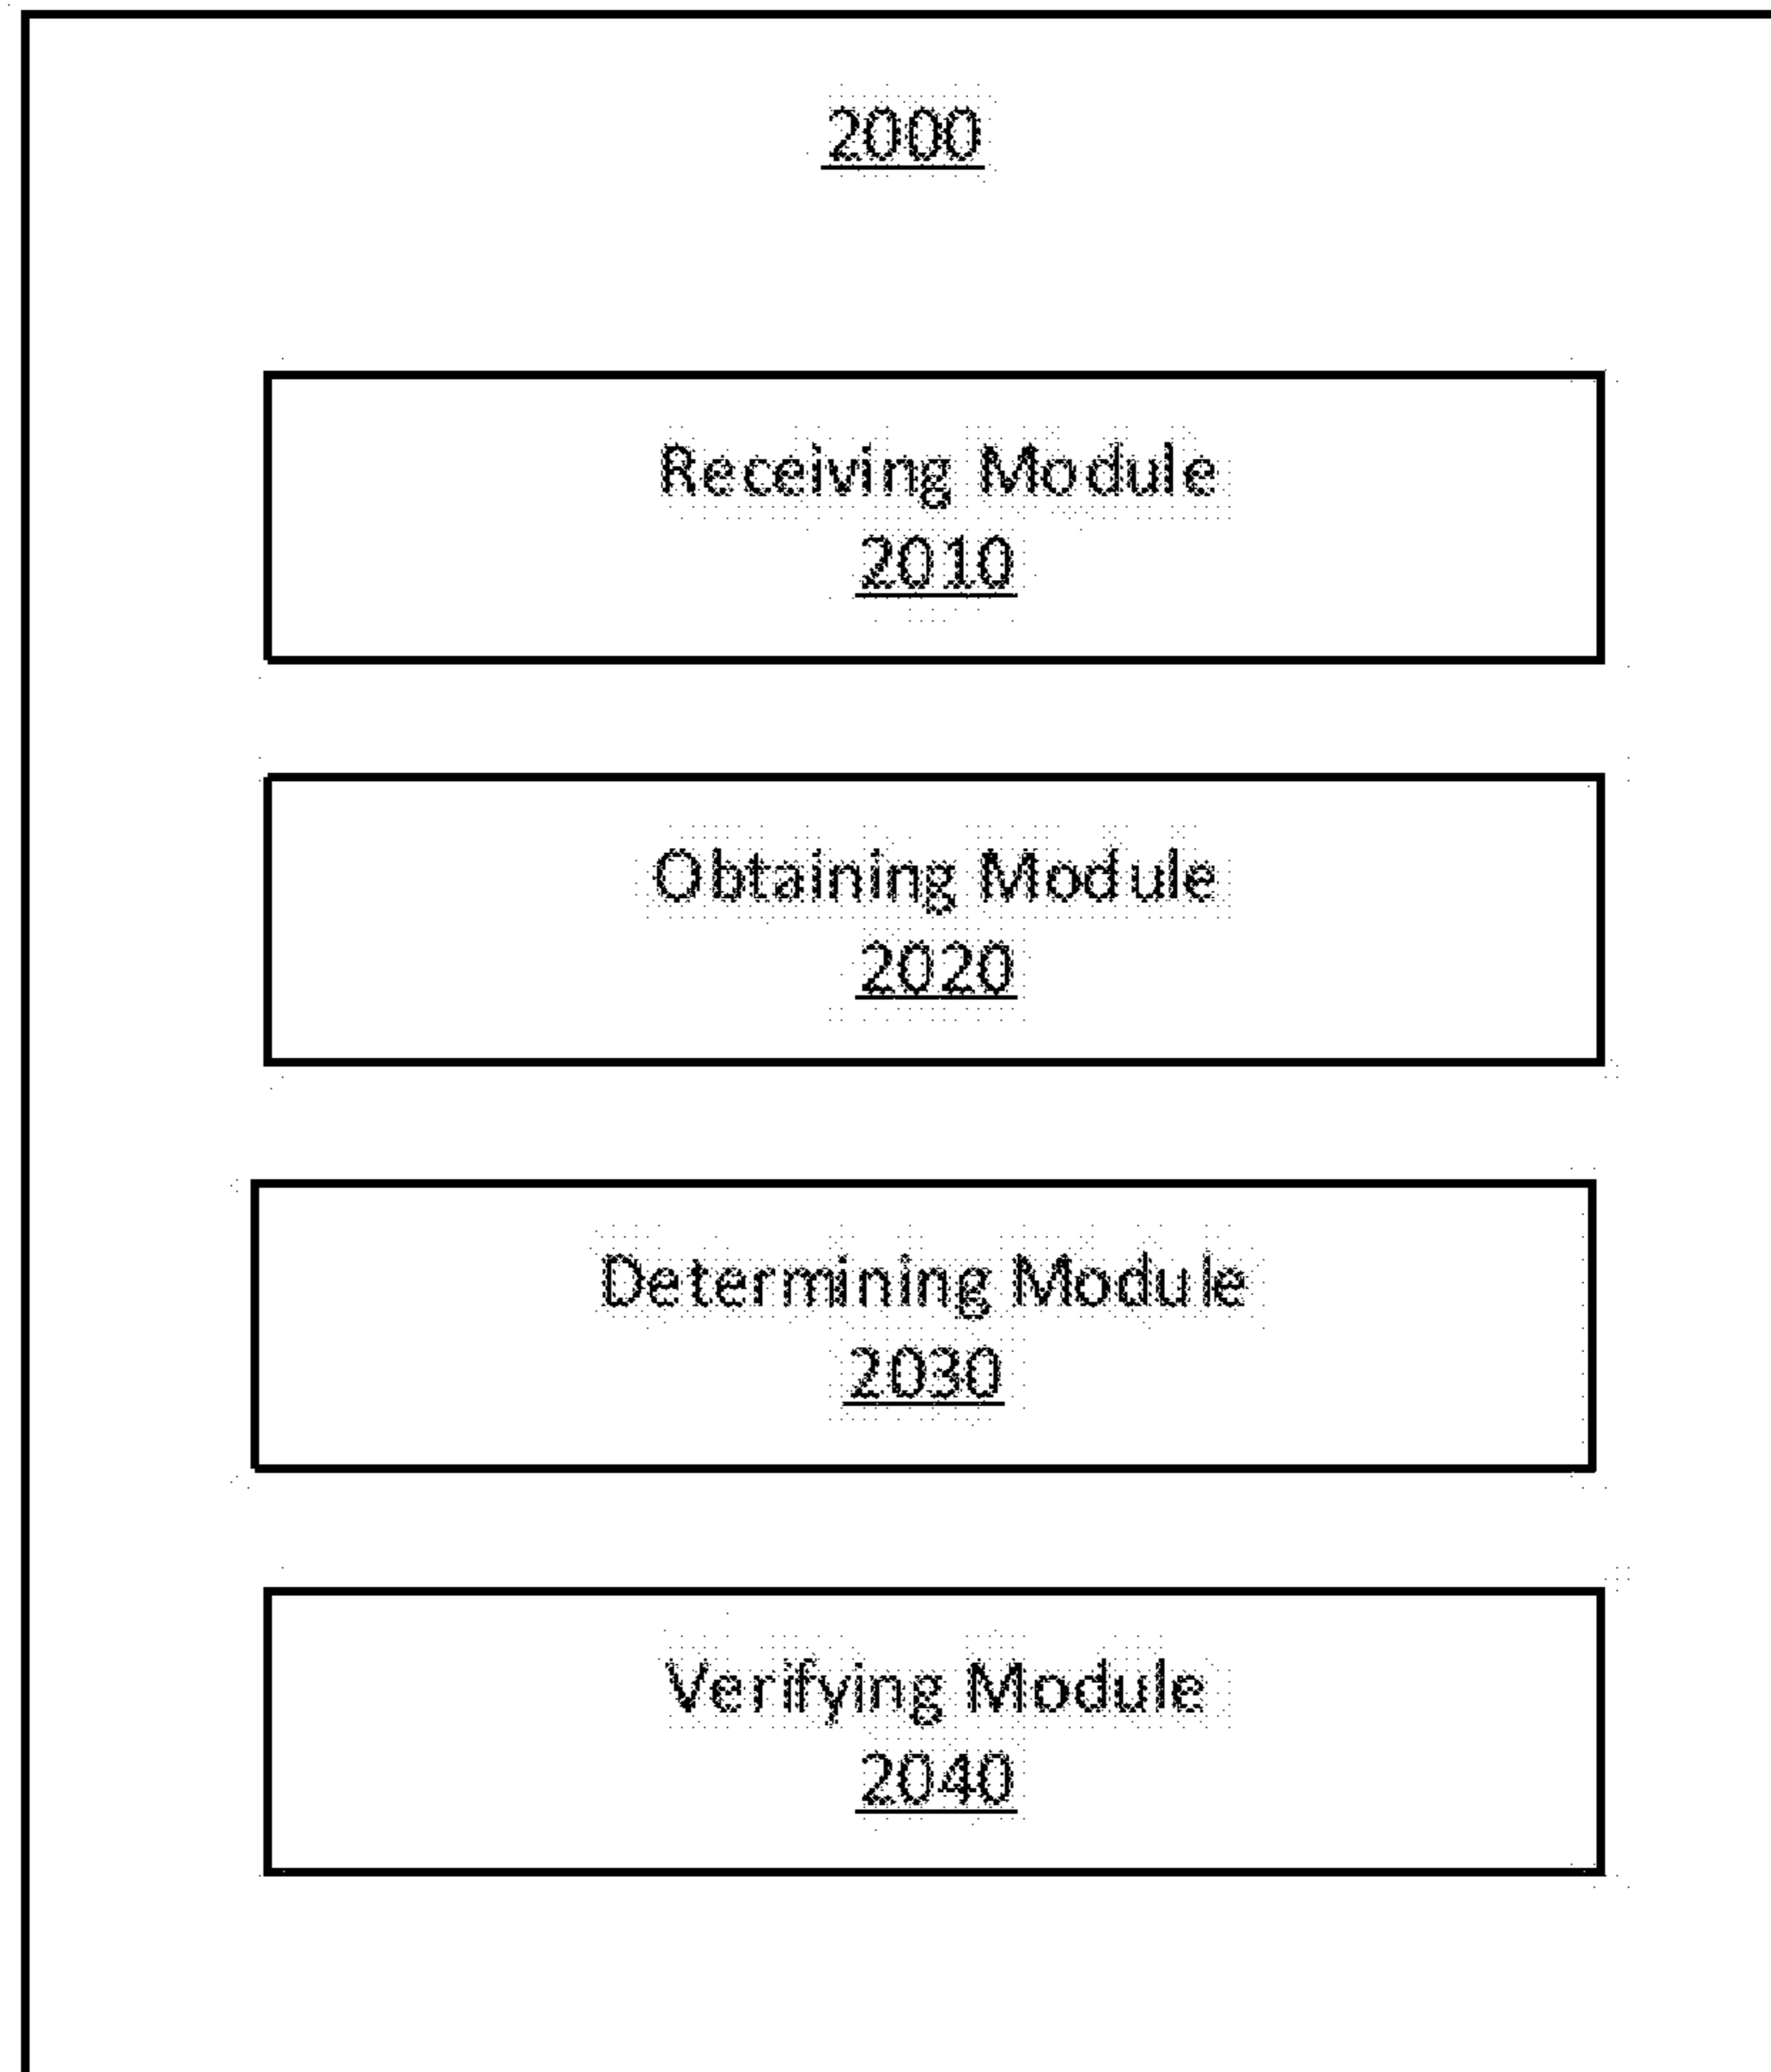 2000
Receiving Module
2010
Obtaining Module
2020
Determining Module
2030
Verifying Module
2040